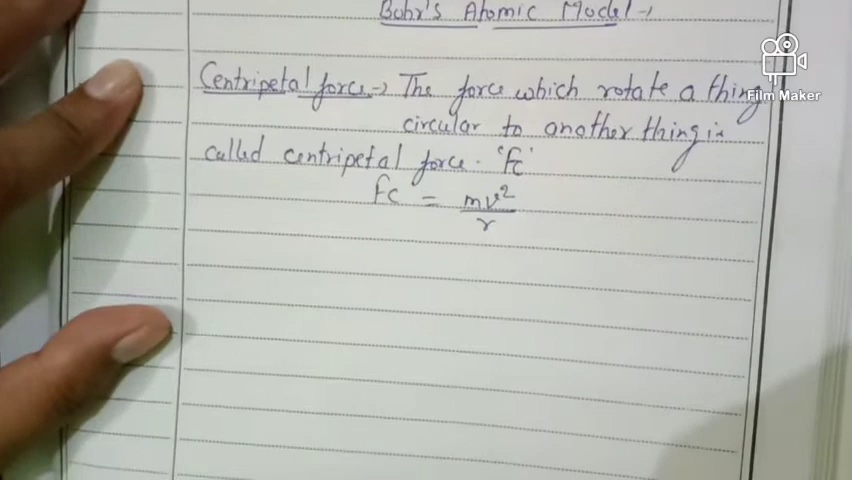 Bohr's Atomic Model -
Centripetal force → The force which rotate a thing
circular to another thing is
called centripetal force. 'Fc'
Fc = mv²/r
Film Maker